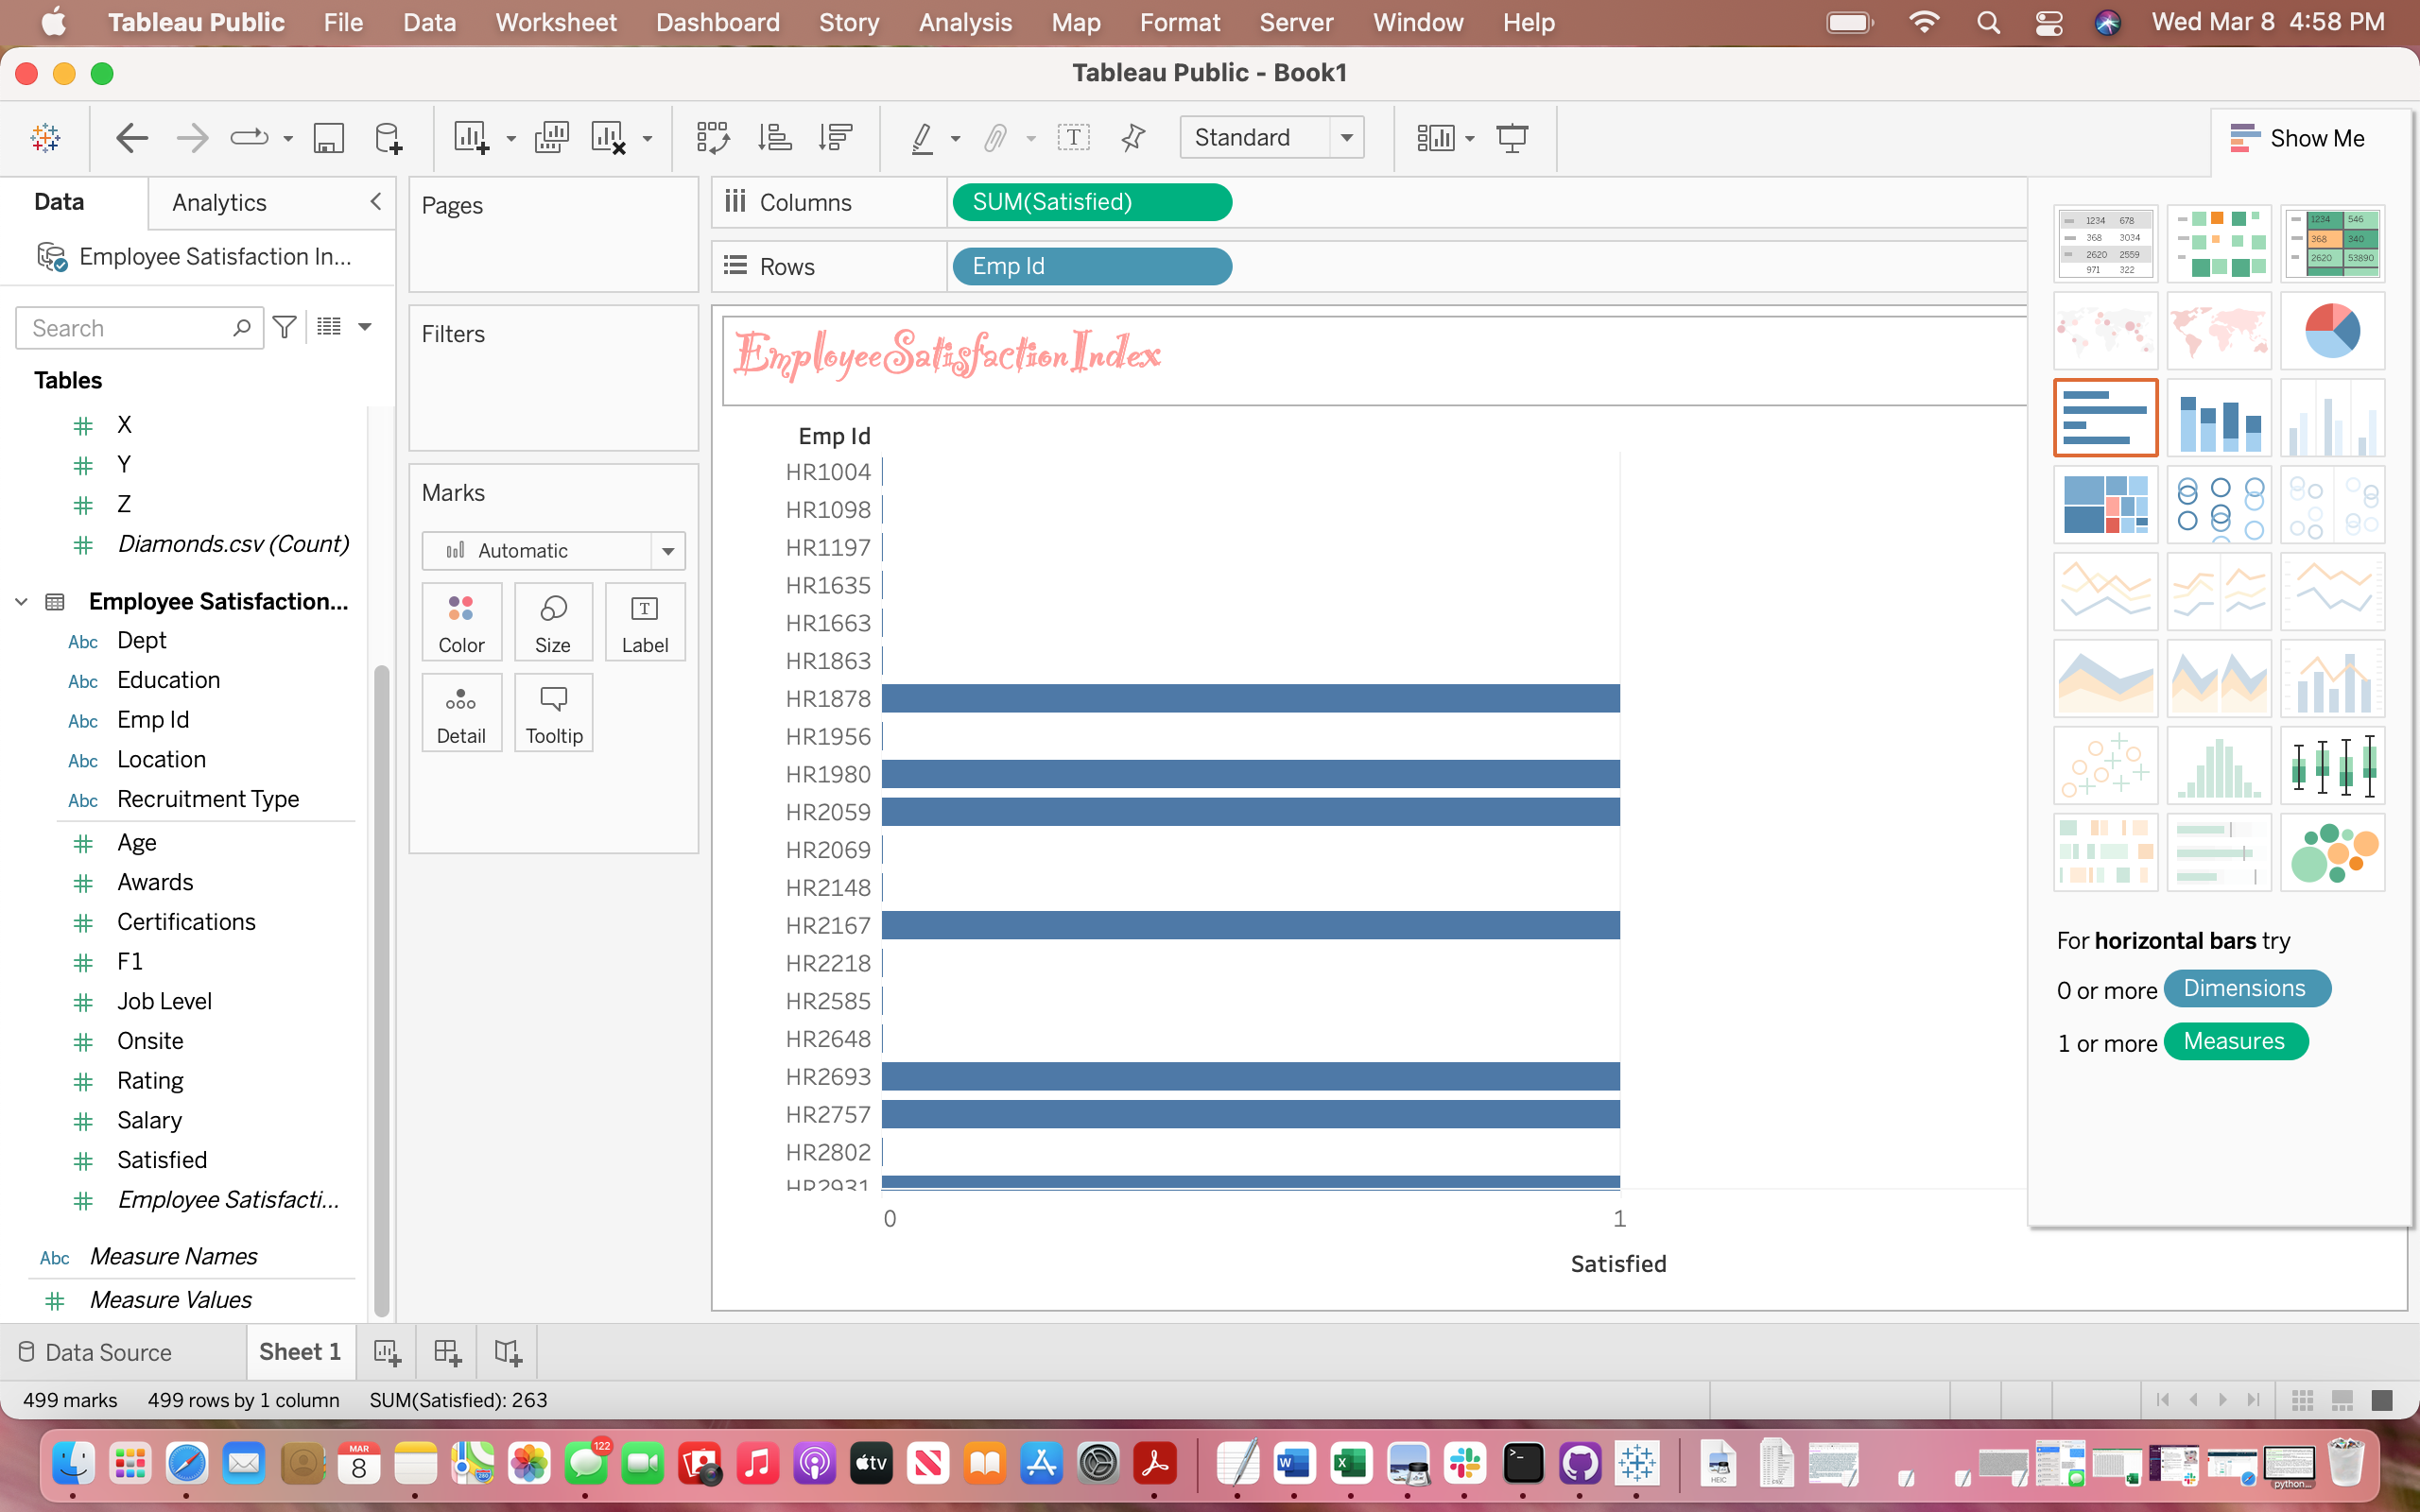 Tableau Public File Data Worksheet Dashboard Story Analysis Map Format Server Window Help Wed Mar 8 4:58 PM
Tableau Public - Book1
Standard
Show Me
Data Analytics
Employee Satisfaction In...
Search
Tables
# X
# Y
# Z
# Diamonds.csv (Count)
Employee Satisfaction...
Abc Dept
Abc Education
Abc Emp Id
Abc Location
Abc Recruitment Type
# Age
# Awards
# Certifications
# F1
# Job Level
# Onsite
# Rating
# Salary
# Satisfied
# Employee Satisfacti...
Abc Measure Names
# Measure Values
Pages
Filters
Marks
Automatic
Color Size Label
Detail Tooltip
Columns SUM(Satisfied)
Rows Emp Id
EmployeeSatisfactionIndex
Emp Id
HR1004
HR1098
HR1197
HR1635
HR1663
HR1863
HR1878
HR1956
HR1980
HR2059
HR2069
HR2148
HR2167
HR2218
HR2585
HR2648
HR2693
HR2757
HR2802
HR2931
0 1
Satisfied
1234 678
368 3034
2620 2559
971 322
1234 546
368 340
2620 53890
For horizontal bars try
0 or more Dimensions
1 or more Measures
Data Source Sheet 1
499 marks 499 rows by 1 column SUM(Satisfied): 263
MAR
8
122
tv
HEIC
python...